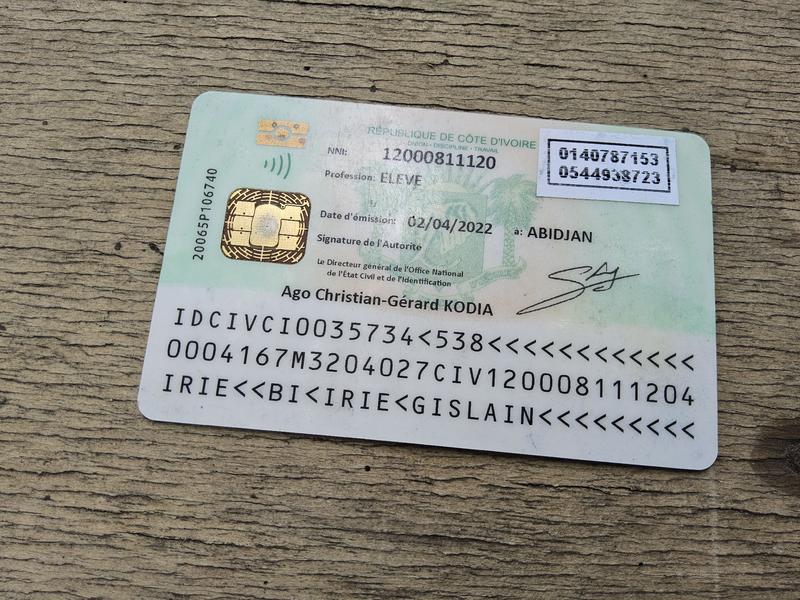 RÉPUBLIQUE DE CÔTE D'IVOIRE
UNION - DISCIPLINE - TRAVAIL
NNI: 12000811120
Profession: ELEVE
0140787153
0544938723
Date d'émission: 02/04/2022 à: ABIDJAN
Signature de l'Autorité
Le Directeur général de l'Office National
de l'État Civil et de l'Identification
Ago Christian-Gérard KODIA
20065P106740
IDCIVCI0035734<538<<<<<<<<<<<<
0004167M3204027CIV120008111204
IRIE<<BI<IRIE<GISLAIN<<<<<<<<<